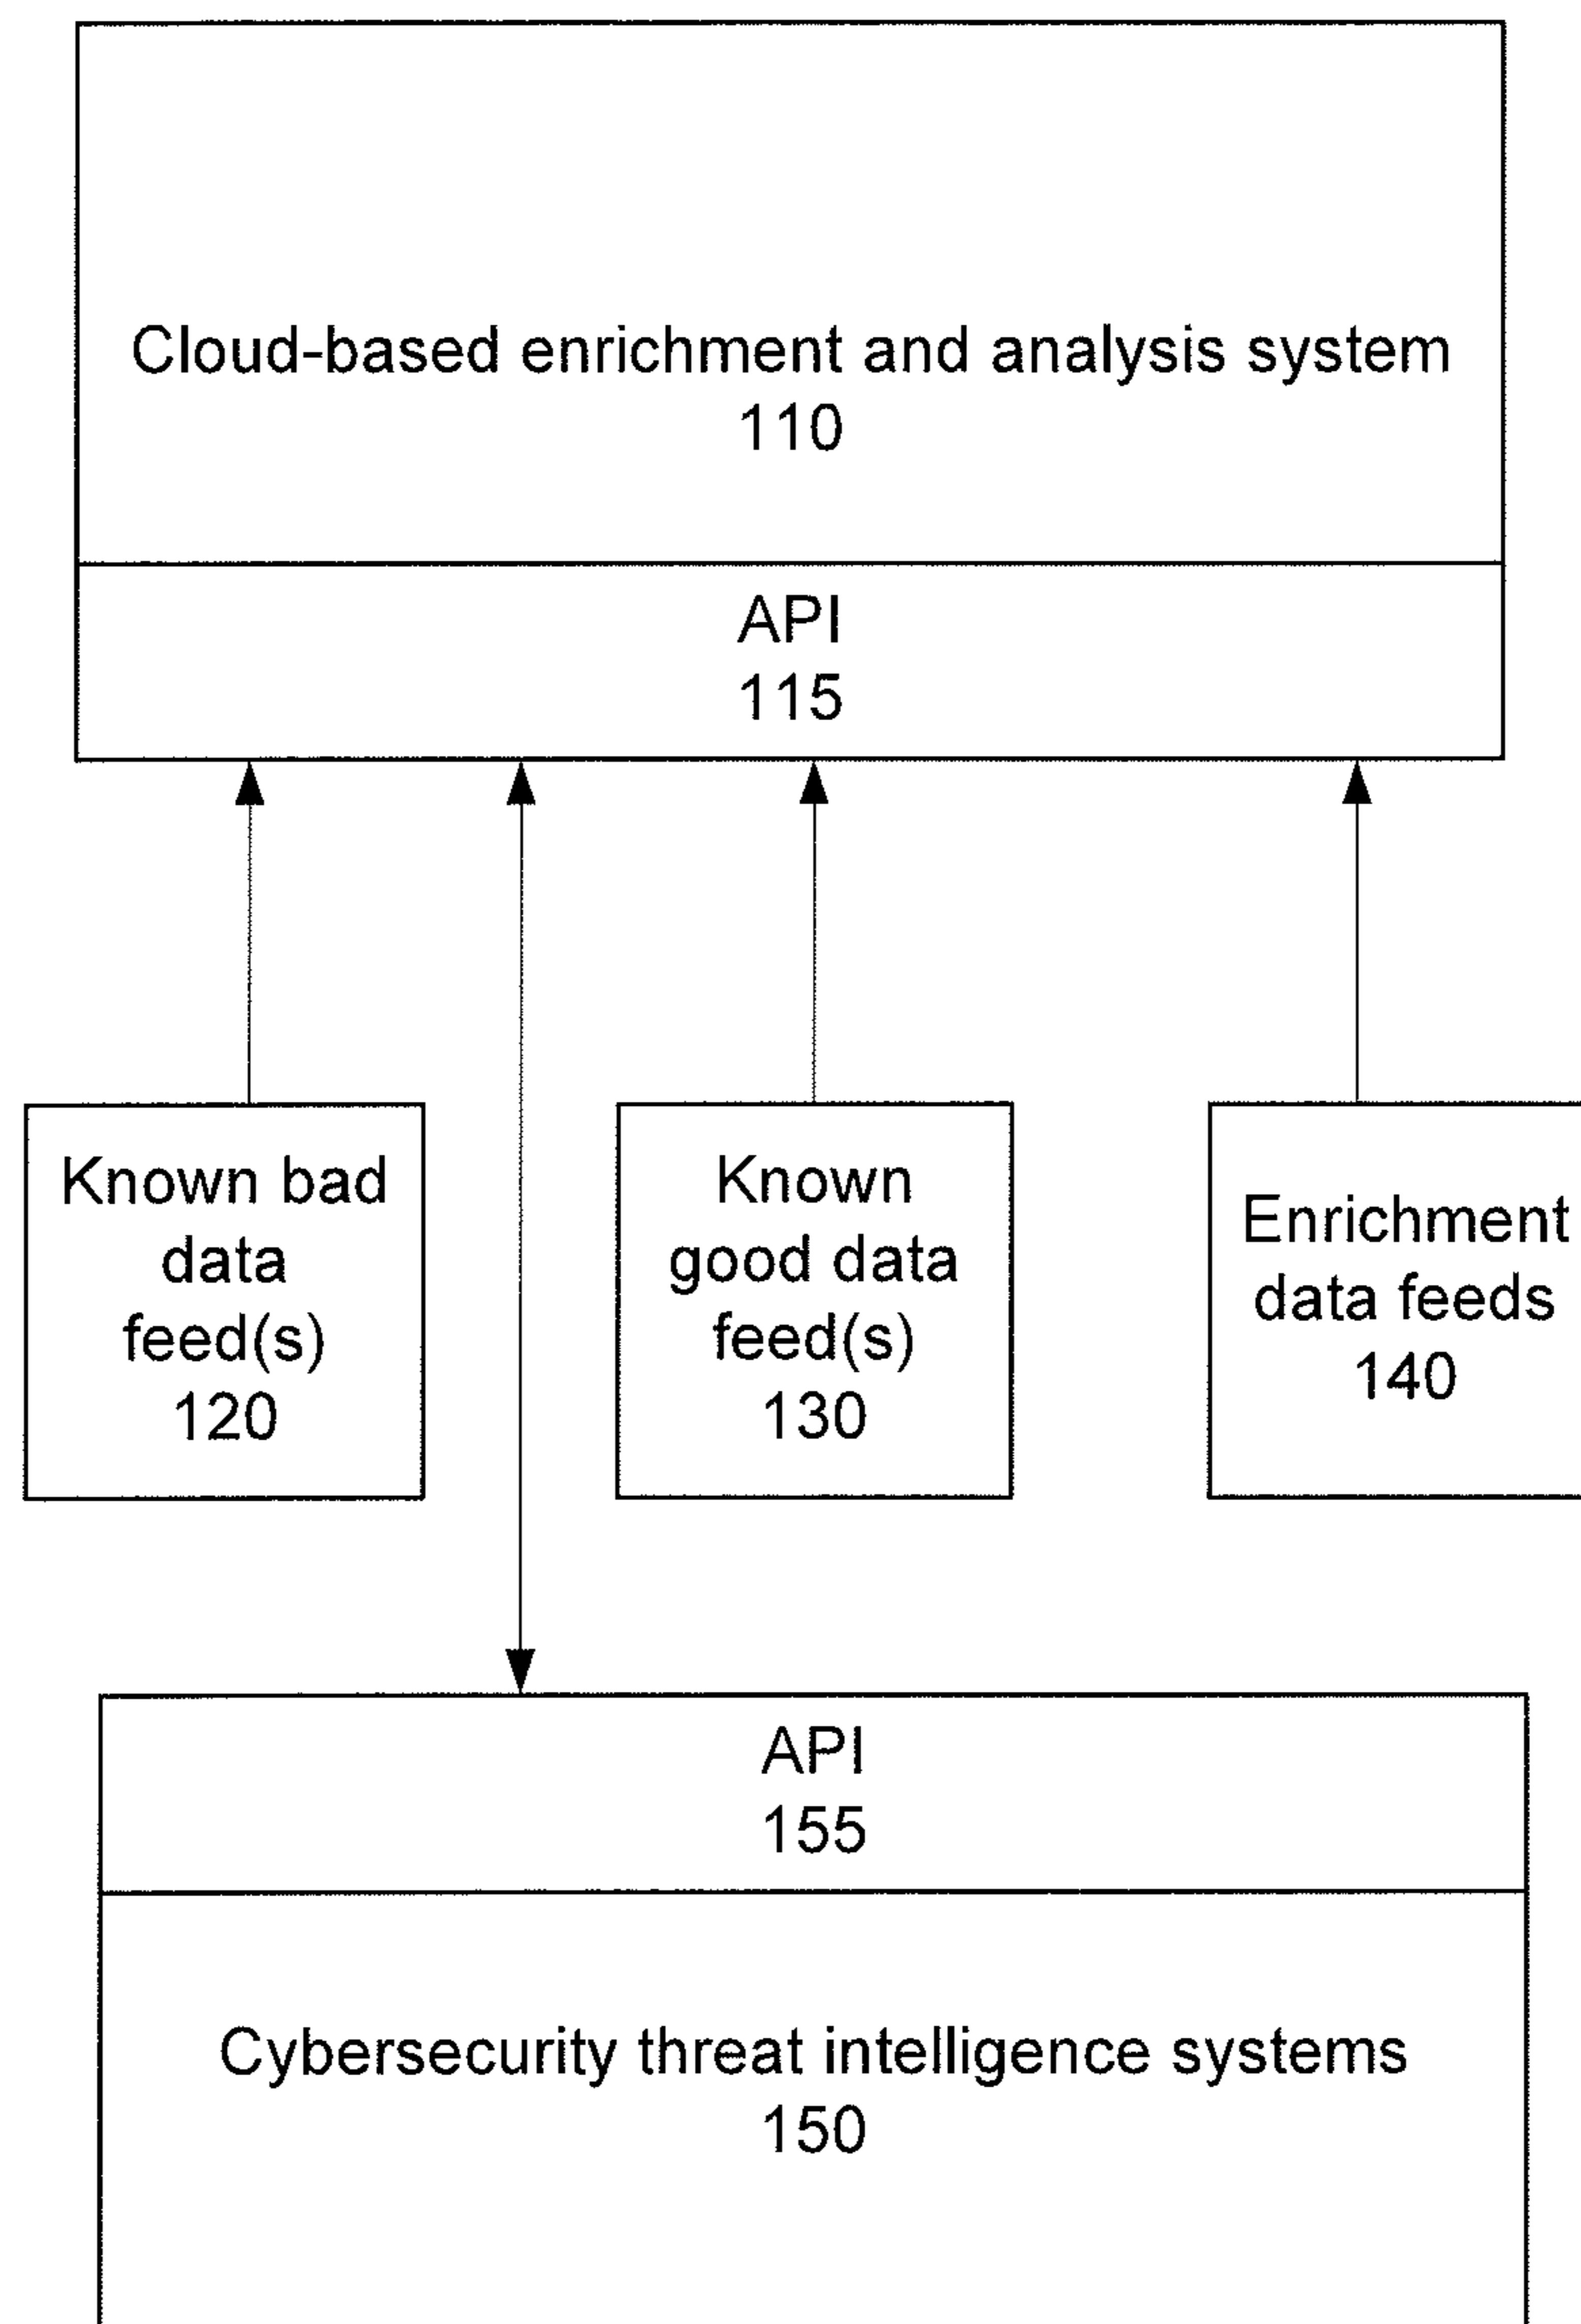 Cloud-based enrichment and analysis system
110
API
115
Known bad
data
feed(s)
120
Known
good data
feed(s)
130
Enrichment
data feeds
140
API
155
Cybersecurity threat intelligence systems
150